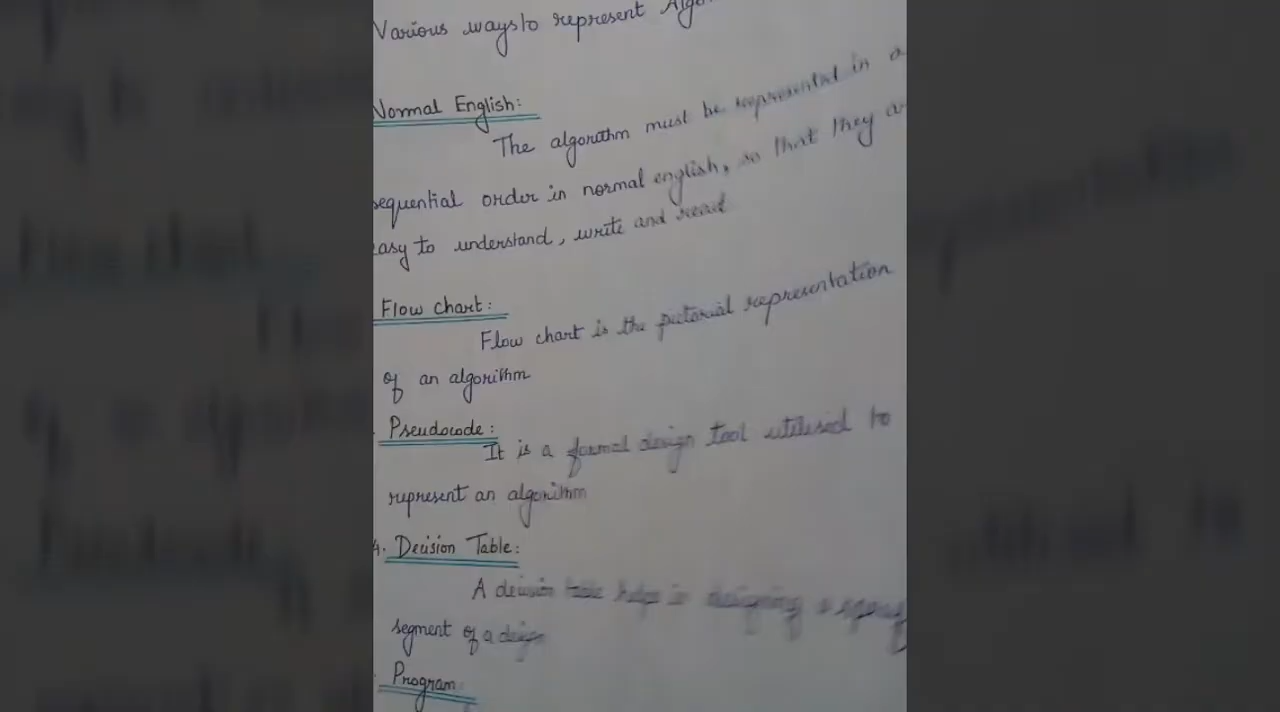 Various ways to represent Algo
Normal English:
The algorithm must be represented in a
sequential order in normal english, so that they a
easy to understand, write and read
Flow chart:
Flow chart is the pictorial representation
of an algorithm
Pseudocode:
It is a formal design tool utilised to
represent an algorithm
4. Decision Table:
A decision table helps in designing a
segment of a design
Program